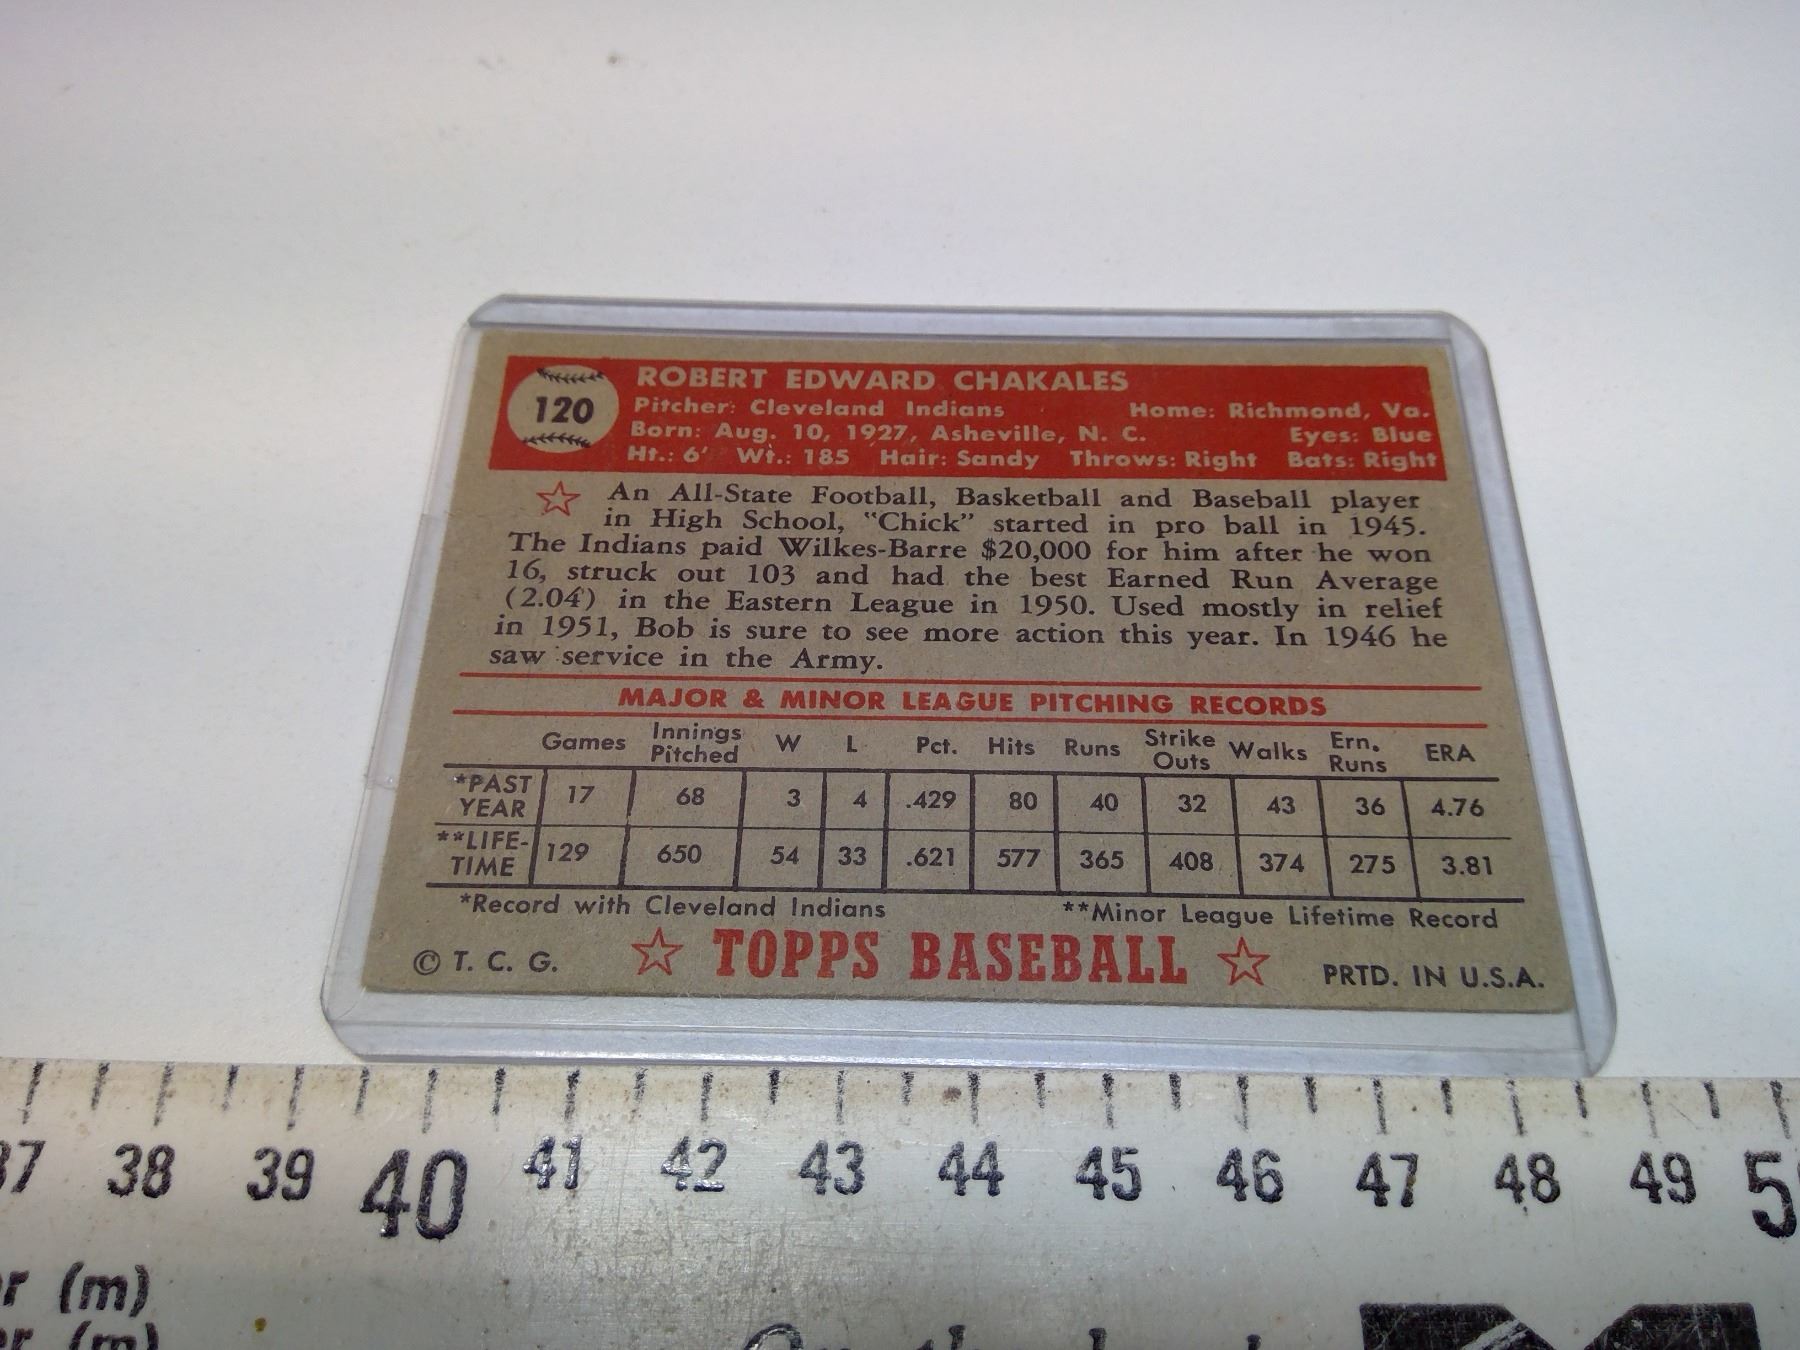 120
ROBERT EDWARD CHAKALES
Pitcher: Cleveland Indians Home: Richmond, Va.
Born: Aug. 10, 1927, Asheville, N. C. Eyes: Blue
Ht.: 6' Wt.: 185 Hair: Sandy Throws: Right Bats: Right
An All-State Football, Basketball and Baseball player
in High School, "Chick" started in pro ball in 1945.
The Indians paid Wilkes-Barre $20,000 for him after he won
16, struck out 103 and had the best Earned Run Average
(2.04) in the Eastern League in 1950. Used mostly in relief
in 1951, Bob is sure to see more action this year. In 1946 he
saw service in the Army.
MAJOR & MINOR LEAGUE PITCHING RECORDS
Games Innings Pitched W L Pct. Hits Runs Strike Outs Walks Ern. Runs ERA
*PAST YEAR 17 68 3 4 .429 80 40 32 43 36 4.76
**LIFE-TIME 129 650 54 33 .621 577 365 408 374 275 3.81
*Record with Cleveland Indians **Minor League Lifetime Record
© T. C. G. TOPPS BASEBALL PRTD. IN U.S.A.
37 38 39 40 41 42 43 44 45 46 47 48 49
(m)
(m)